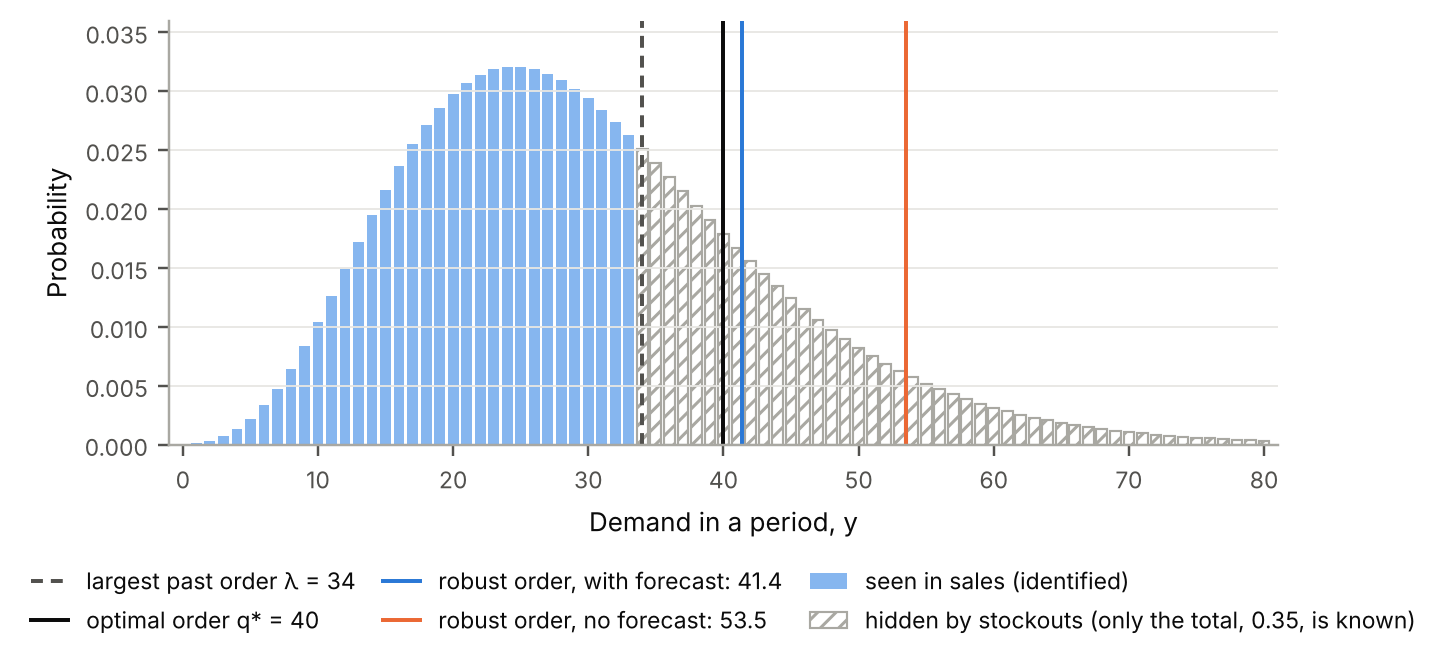 0.035
0.030
0.025
0.020
0.015
0.010
0.005
0.000
Probability
0 10 20 30 40 50 60 70 80
Demand in a period, y
largest past order λ = 34 robust order, with forecast: 41.4 seen in sales (identified)
optimal order q* = 40 robust order, no forecast: 53.5 hidden by stockouts (only the total, 0.35, is known)